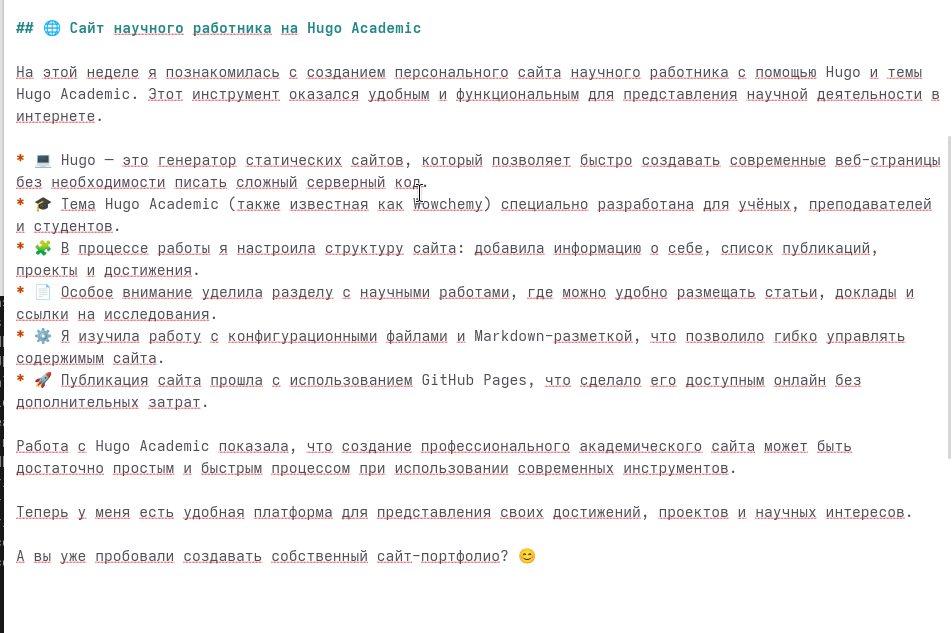 ## 🌐 Сайт научного работника на Hugo Academic
На этой неделе я познакомилась с созданием персонального сайта научного работника с помощью Hugo и темы
Hugo Academic. Этот инструмент оказался удобным и функциональным для представления научной деятельности в
интернете.
* 💻 Hugo — это генератор статических сайтов, который позволяет быстро создавать современные веб-страницы
без необходимости писать сложный серверный код.
* 🎓 Тема Hugo Academic (также известная как Wowchemy) специально разработана для учёных, преподавателей
и студентов.
* 🧩 В процессе работы я настроила структуру сайта: добавила информацию о себе, список публикаций,
проекты и достижения.
* 📄 Особое внимание уделила разделу с научными работами, где можно удобно размещать статьи, доклады и
ссылки на исследования.
* ⚙️ Я изучила работу с конфигурационными файлами и Markdown-разметкой, что позволило гибко управлять
содержимым сайта.
* 🚀 Публикация сайта прошла с использованием GitHub Pages, что сделало его доступным онлайн без
дополнительных затрат.
Работа с Hugo Academic показала, что создание профессионального академического сайта может быть
достаточно простым и быстрым процессом при использовании современных инструментов.
Теперь у меня есть удобная платформа для представления своих достижений, проектов и научных интересов.
А вы уже пробовали создавать собственный сайт-портфолио? 😊